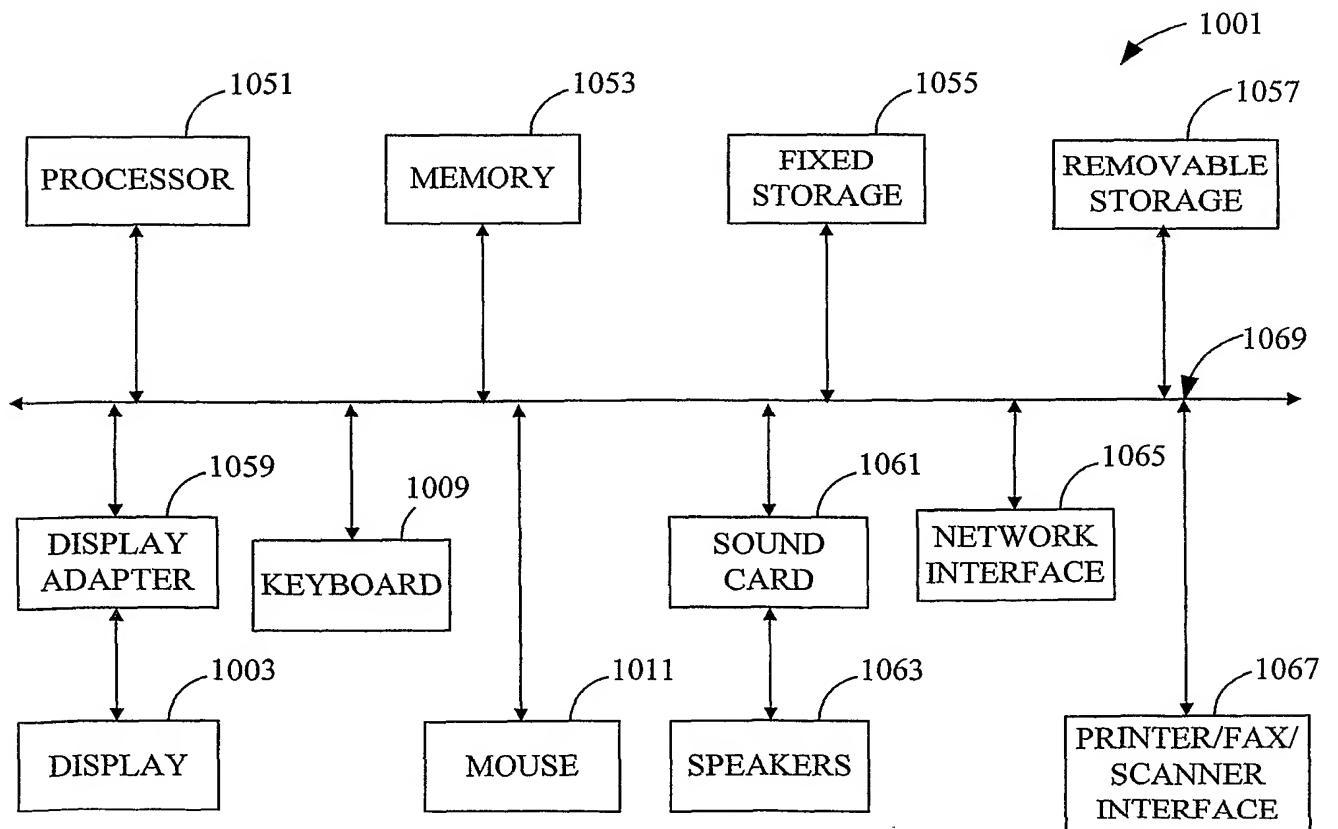 1001
1051
1053
1055
1057
PROCESSOR
MEMORY
FIXED
STORAGE
REMOVABLE
STORAGE
1069
1059
1009
1061
1065
DISPLAY
ADAPTER
KEYBOARD
SOUND
CARD
NETWORK
INTERFACE
1003
1011
1063
1067
DISPLAY
MOUSE
SPEAKERS
PRINTER/FAX/
SCANNER
INTERFACE